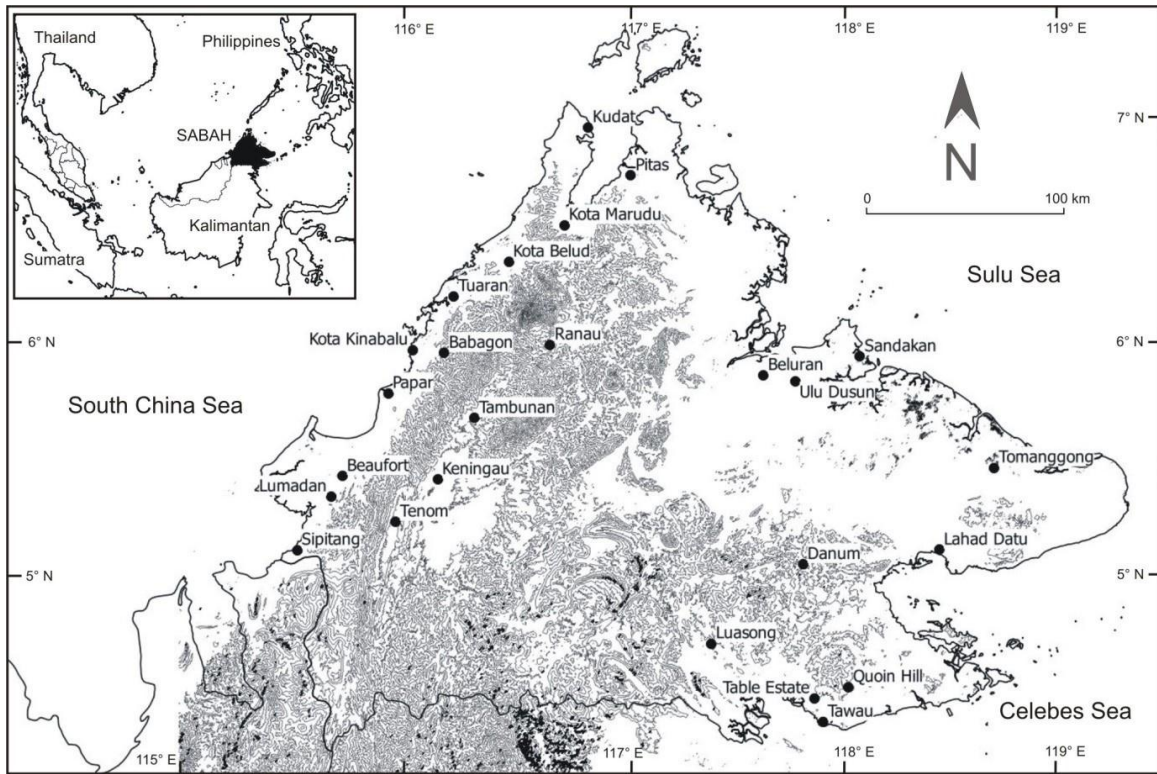 116° E
117° E
118° E
119° E
Thailand
Philippines
SABAH
Kalimantan
Sumatra
7° N
N
0
100 km
Kudat
Pitas
Kota Marudu
Kota Belud
Sulu Sea
Tuaran
6° N
Kota Kinabalu
Babagon
Ranau
Sandakan
6° N
Beluran
Ulu Dusun
Papar
South China Sea
Tambunan
Beaufort
Keningau
Tomanggong
Lumadan
Tenom
Sipitang
Lahad Datu
Danum
5° N
5° N
Luasong
Quoin Hill
Table Estate
Tawau
Celebes Sea
115° E
117° E
118° E
119° E